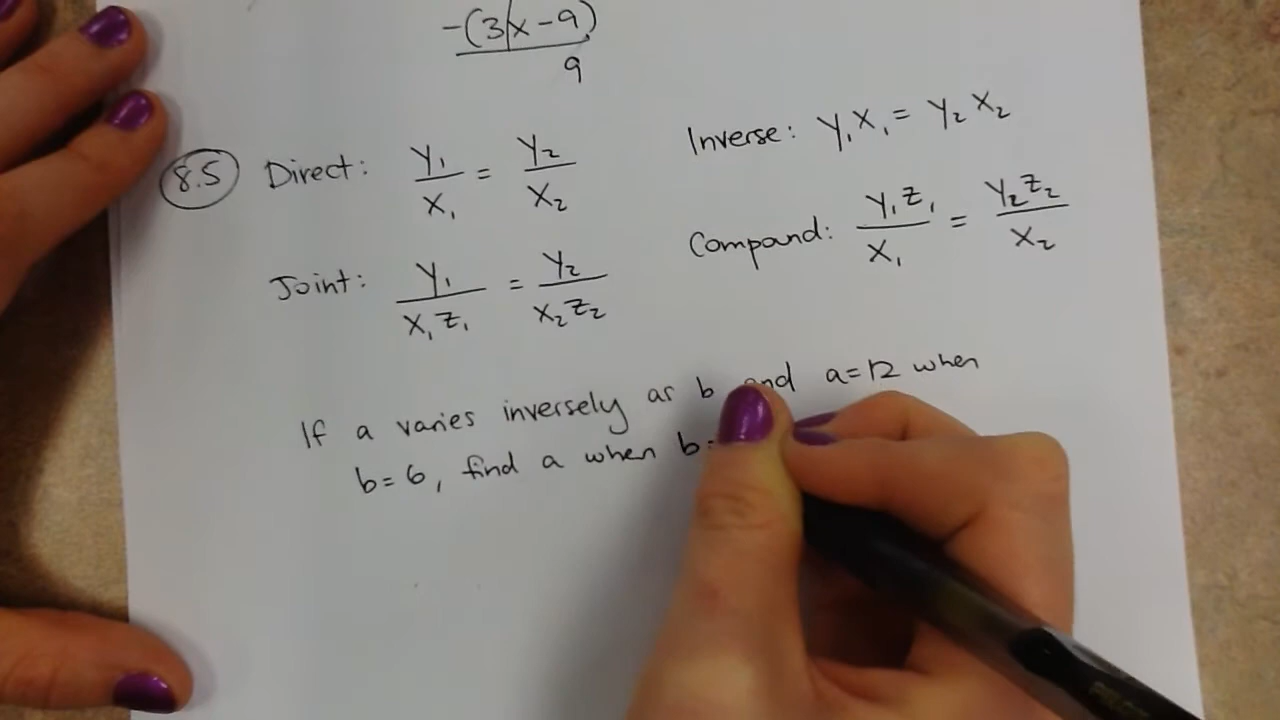 -(3x-9)
9
8.5 Direct: Y₁/X₁ = Y₂/X₂
Inverse: Y₁X₁ = Y₂X₂
Joint: Y₁/X₁Z₁ = Y₂/X₂Z₂
Compand: Y₁Z₁/X₁ = Y₂Z₂/X₂
If a varies inversely as b and a=12 when
b=6, find a when b=